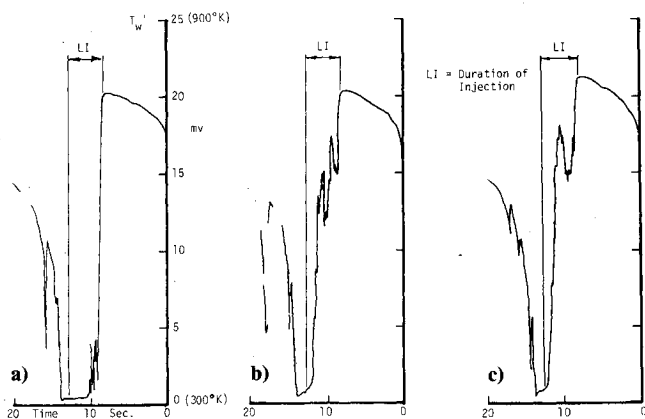 T_w'
25 (900°K)
LI
20
mv
15
10
5
0 (300°K)
a)
20 Time 10 Sec. 0
LI
b)
20 10 0
LI
LI = Duration of
Injection
c)
20 10 0